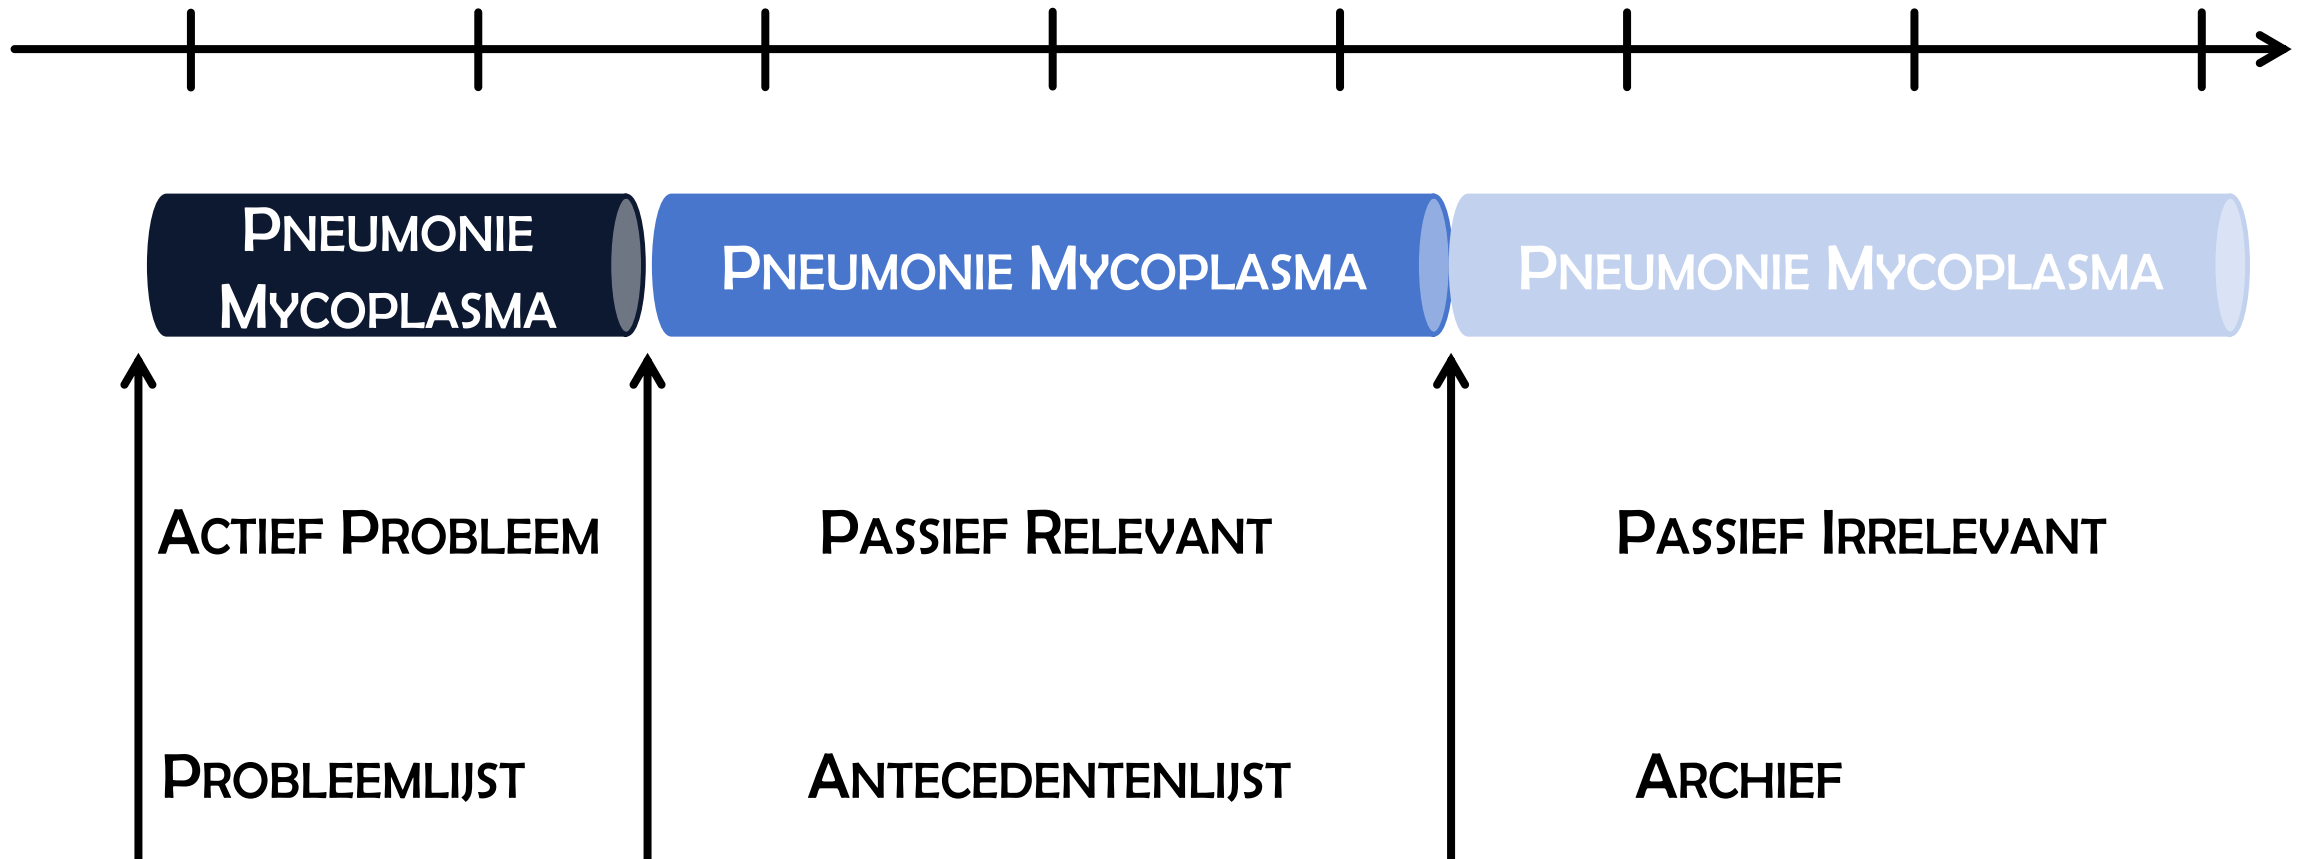 Pneumonie
Mycoplasma
Pneumonie Mycoplasma
Pneumonie Mycoplasma
Actief Probleem
Passief Relevant
Passief Irrelevant
Probleemlijst
Antecedentenlijst
Archief